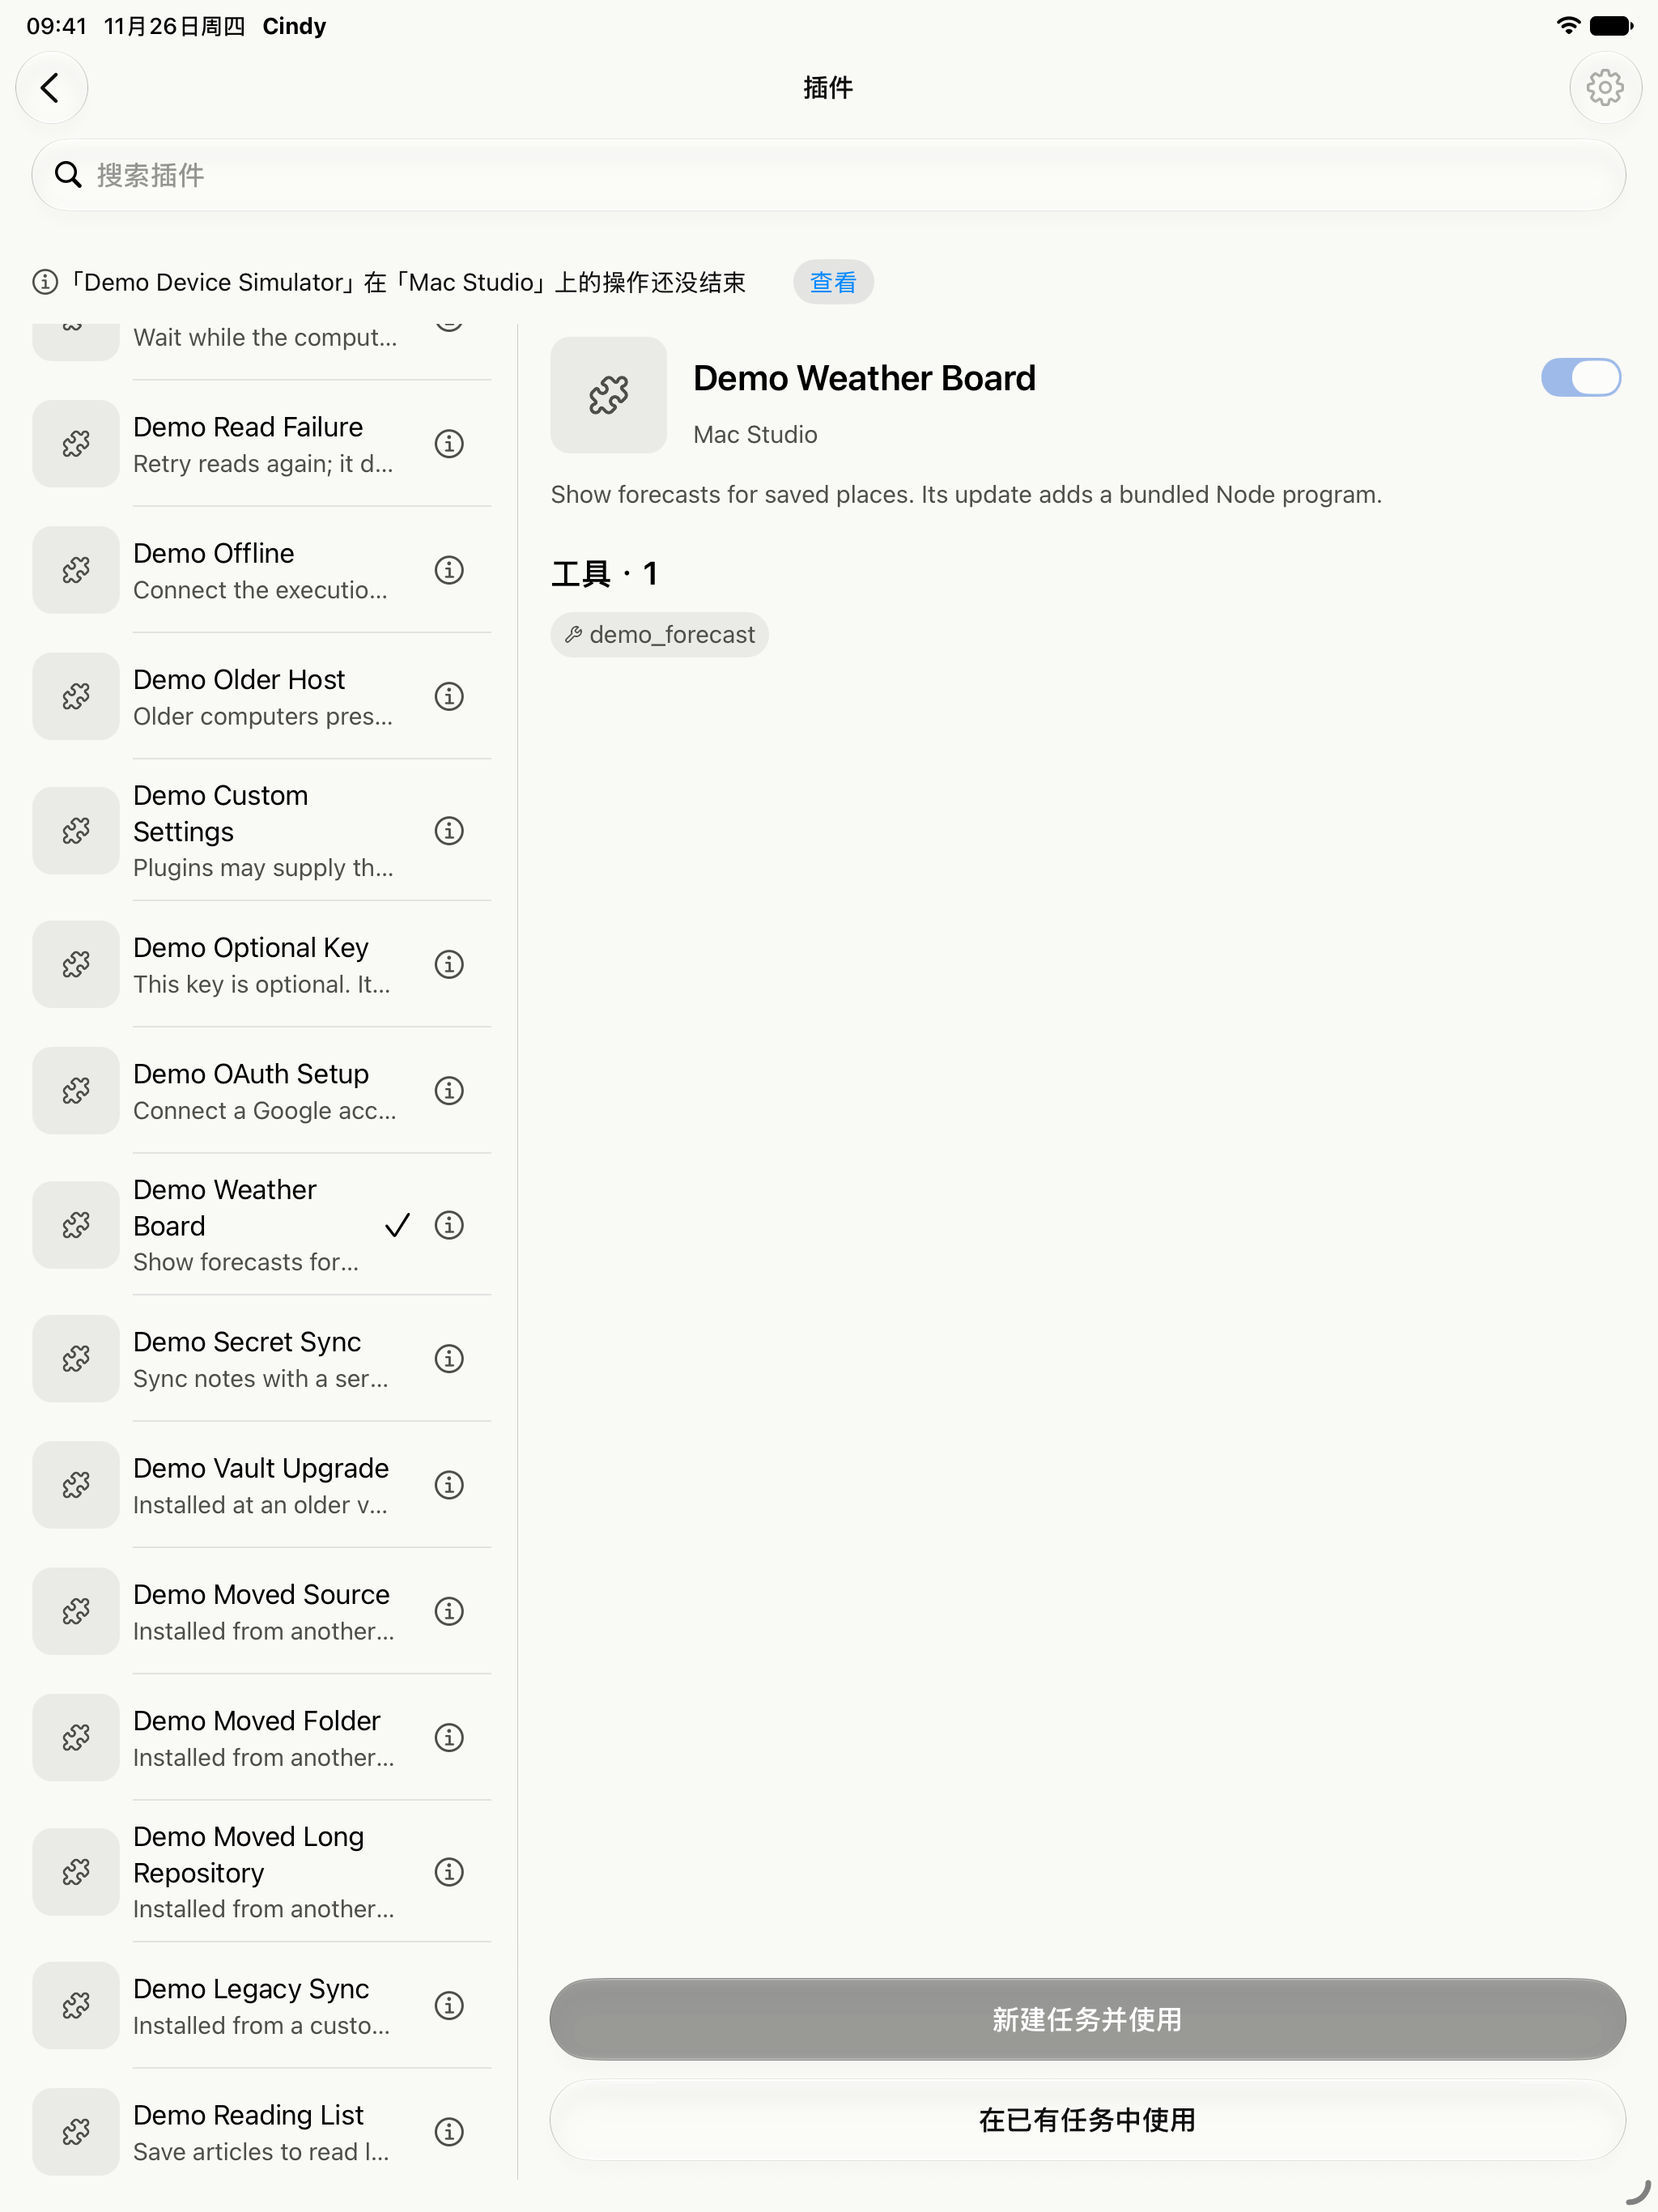 09:41 11月26日周四 Cindy
插件
搜索插件
「Demo Device Simulator」在「Mac Studio」上的操作还没结束
查看
Wait while the comput...
Demo Read Failure
Retry reads again; it d...
Demo Offline
Connect the executio...
Demo Older Host
Older computers pres...
Demo Custom
Settings
Plugins may supply th...
Demo Optional Key
This key is optional. It...
Demo OAuth Setup
Connect a Google acc...
Demo Weather
Board
Show forecasts for...
Demo Secret Sync
Sync notes with a ser...
Demo Vault Upgrade
Installed at an older v...
Demo Moved Source
Installed from another...
Demo Moved Folder
Installed from another...
Demo Moved Long
Repository
Installed from another...
Demo Legacy Sync
Installed from a custo...
Demo Reading List
Save articles to read l...
Demo Weather Board
Mac Studio
Show forecasts for saved places. Its update adds a bundled Node program.
工具 · 1
demo_forecast
新建任务并使用
在已有任务中使用